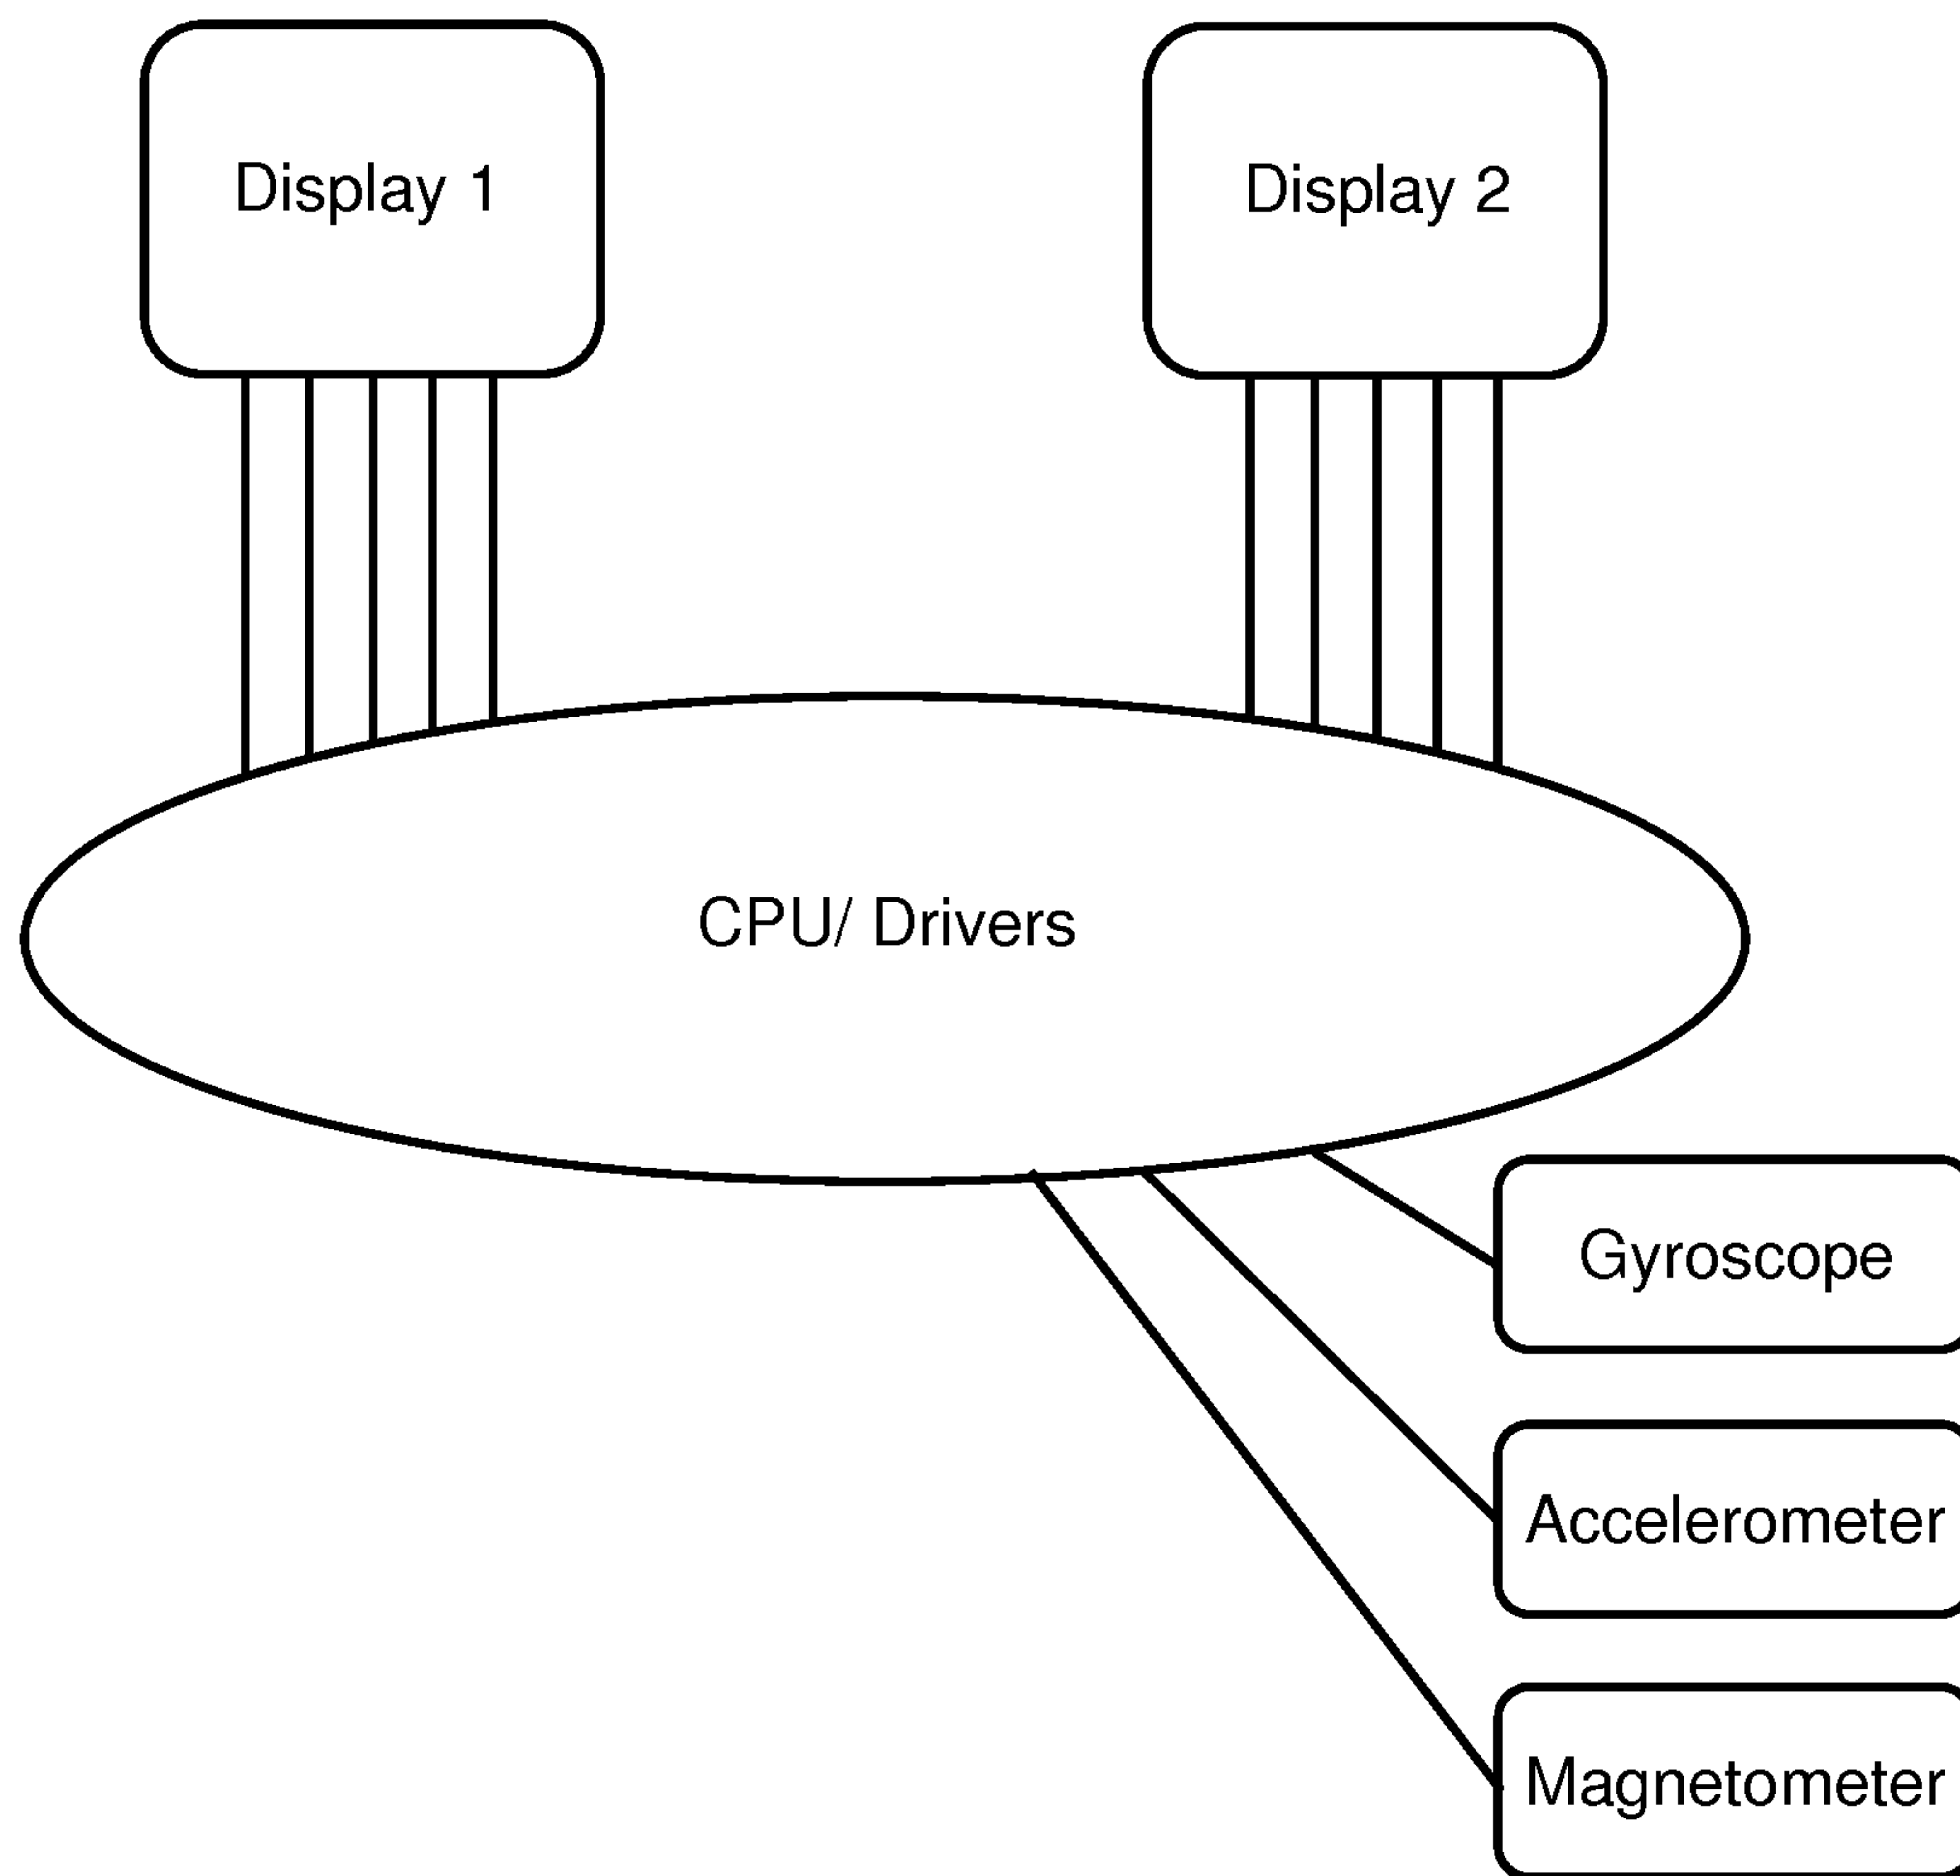 Display 1
Display 2
CPU/ Drivers
Gyroscope
Accelerometer
Magnetometer